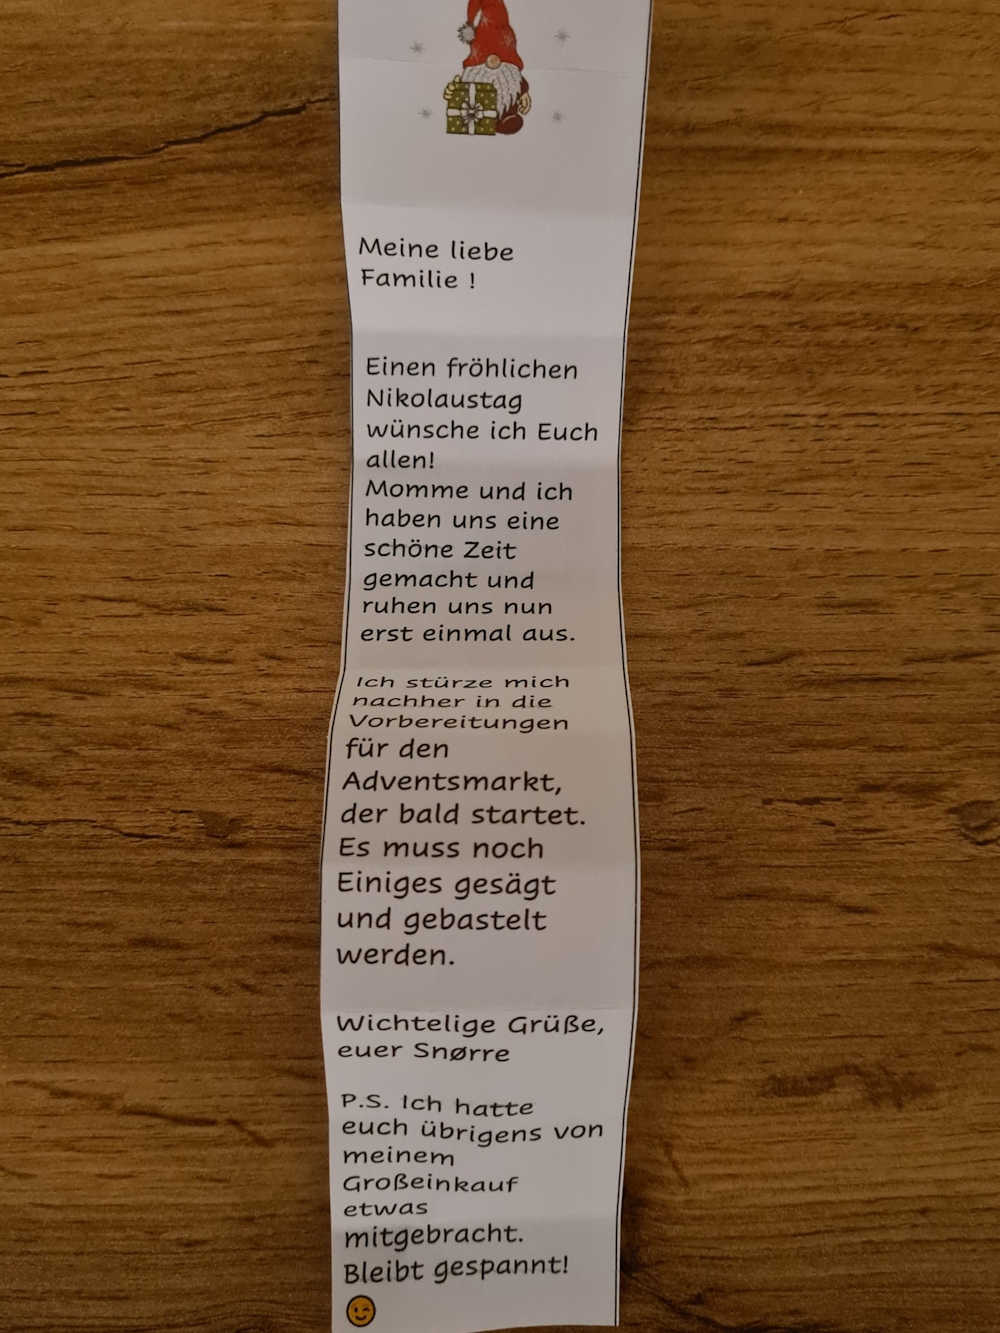 Meine liebe
Familie !
Einen fröhlichen
Nikolaustag
wünsche ich Euch
allen!
Momme und ich
haben uns eine
schöne Zeit
gemacht und
ruhen uns nun
erst einmal aus.
Ich stürze mich
nachher in die
Vorbereitungen
für den
Adventsmarkt,
der bald startet.
Es muss noch
Einiges gesägt
und gebastelt
werden.
Wichtelige Grüße,
euer Snørre
P.S. Ich hatte
euch übrigens von
meinem
Großeinkauf
etwas
mitgebracht.
Bleibt gespannt!
😉